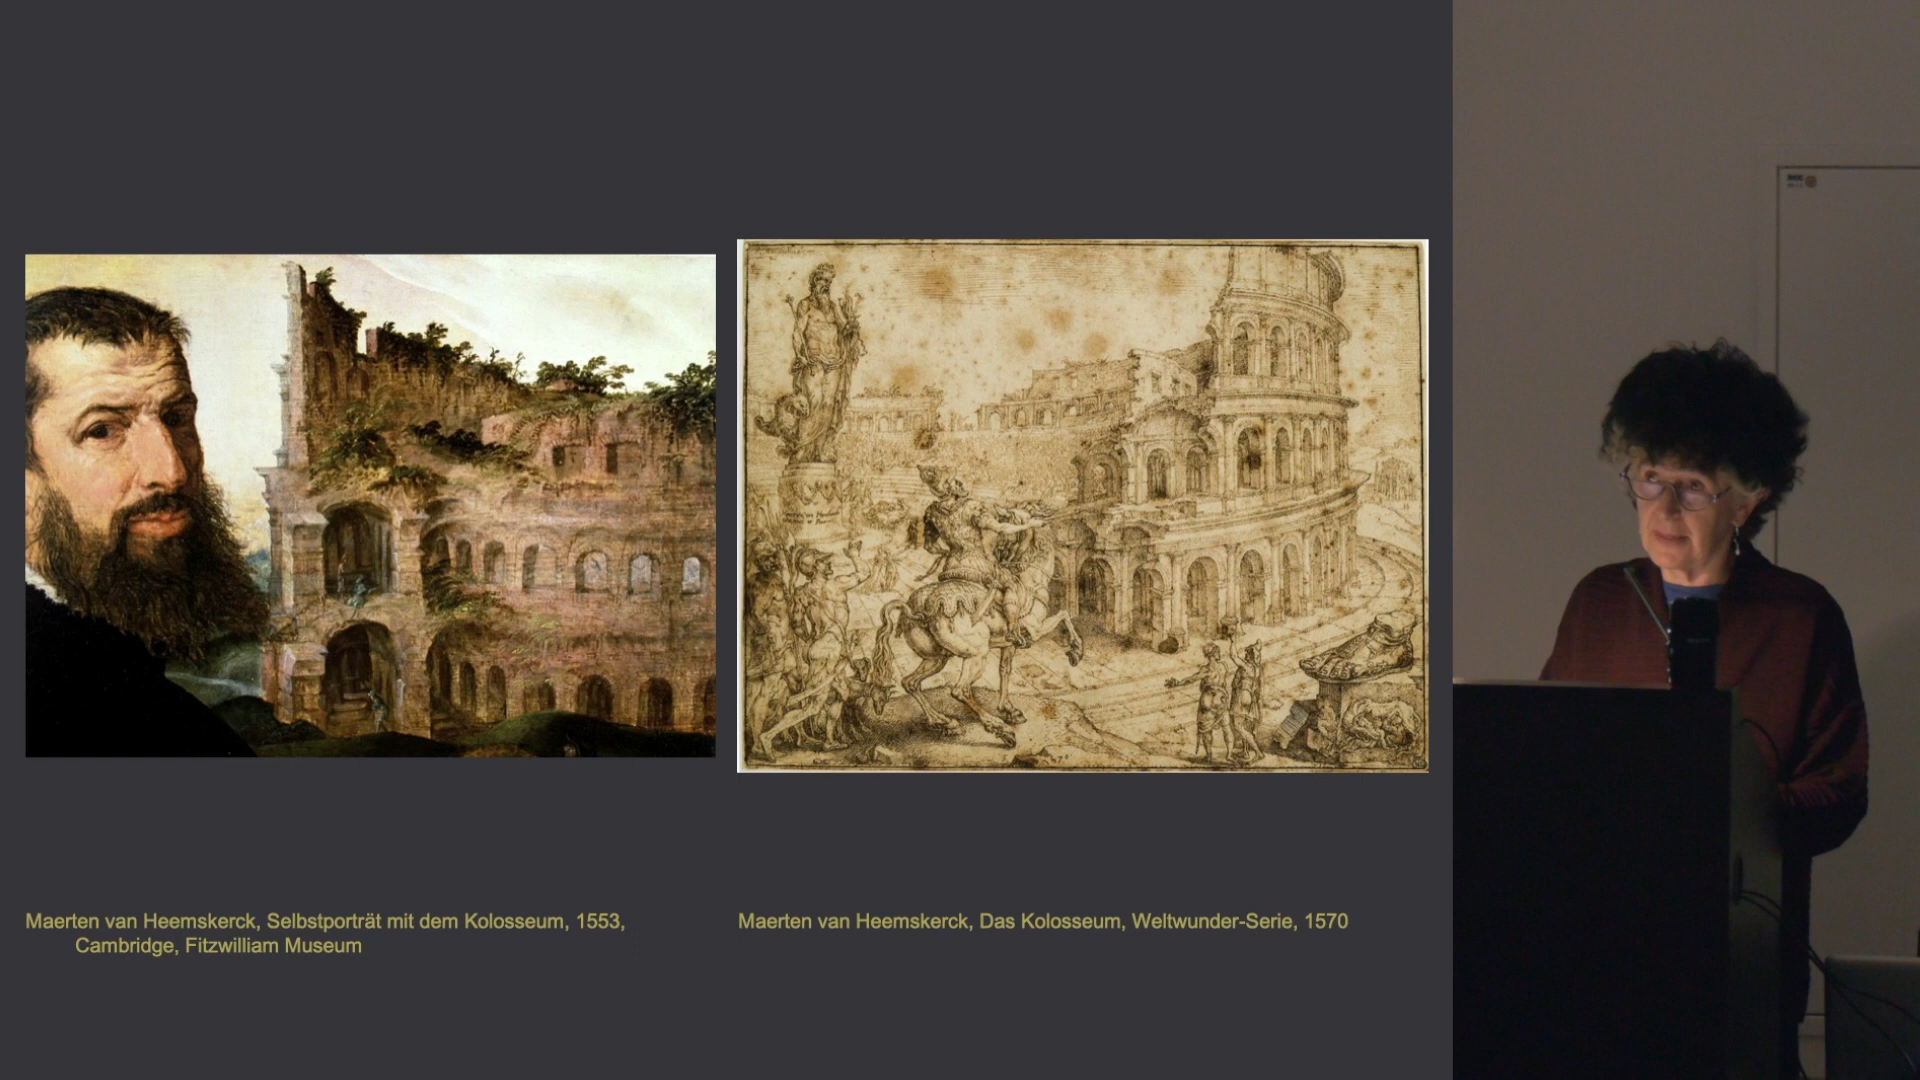 Maerten van Heemskerck, Selbstporträt mit dem Kolosseum, 1553,
Cambridge, Fitzwilliam Museum
Maerten van Heemskerck, Das Kolosseum, Weltwunder-Serie, 1570